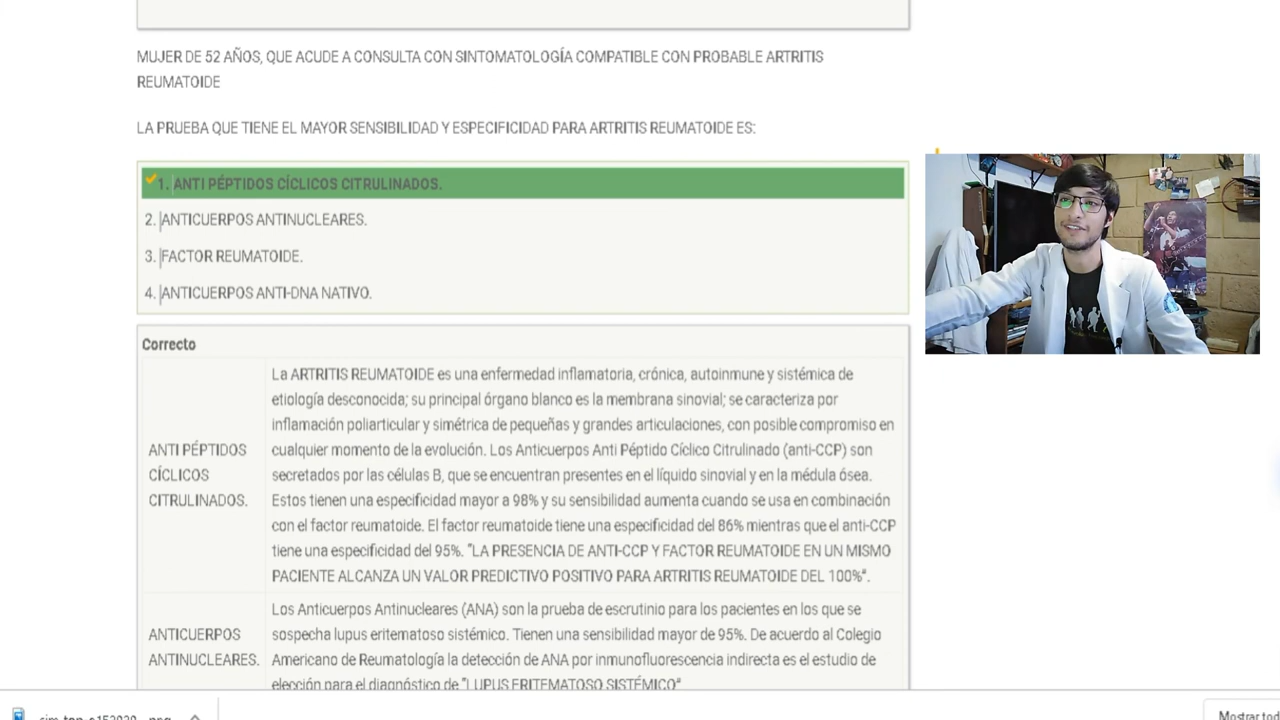 MUJER DE 52 AÑOS, QUE ACUDE A CONSULTA CON SINTOMATOLOGÍA COMPATIBLE CON PROBABLE ARTRITIS
REUMATOIDE
LA PRUEBA QUE TIENE EL MAYOR SENSIBILIDAD Y ESPECIFICIDAD PARA ARTRITIS REUMATOIDE ES:
1. ANTI PÉPTIDOS CÍCLICOS CITRULINADOS.
2. ANTICUERPOS ANTINUCLEARES.
3. FACTOR REUMATOIDE.
4. ANTICUERPOS ANTI-DNA NATIVO.
Correcto
ANTI PÉPTIDOS
CÍCLICOS
CITRULINADOS.
La ARTRITIS REUMATOIDE es una enfermedad inflamatoria, crónica, autoinmune y sistémica de
etiología desconocida; su principal órgano blanco es la membrana sinovial; se caracteriza por
inflamación poliarticular y simétrica de pequeñas y grandes articulaciones, con posible compromiso en
cualquier momento de la evolución. Los Anticuerpos Anti Péptido Cíclico Citrulinado (anti-CCP) son
secretados por las células B, que se encuentran presentes en el líquido sinovial y en la médula ósea.
Estos tienen una especificidad mayor a 98% y su sensibilidad aumenta cuando se usa en combinación
con el factor reumatoide. El factor reumatoide tiene una especificidad del 86% mientras que el anti-CCP
tiene una especificidad del 95%. "LA PRESENCIA DE ANTI-CCP Y FACTOR REUMATOIDE EN UN MISMO
PACIENTE ALCANZA UN VALOR PREDICTIVO POSITIVO PARA ARTRITIS REUMATOIDE DEL 100%".
ANTICUERPOS
ANTINUCLEARES.
Los Anticuerpos Antinucleares (ANA) son la prueba de escrutinio para los pacientes en los que se
sospecha lupus eritematoso sistémico. Tienen una sensibilidad mayor de 95%. De acuerdo al Colegio
Americano de Reumatología la detección de ANA por inmunofluorescencia indirecta es el estudio de
elección para el diagnóstico de "LUPUS ERITEMATOSO SISTÉMICO"
Mostrar tod